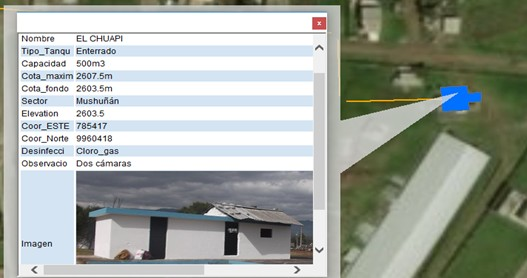 x
Nombre EL CHUAPI
Tipo_Tanqu Enterrado
Capacidad 500m3
Cota_maxim 2607.5m
Cota_fondo 2603.5m
Sector Mushuñán
Elevation 2603.5
Coor_ESTE 785417
Coor_Norte 9960418
Desinfecci Cloro_gas
Observacio Dos cámaras
Imagen